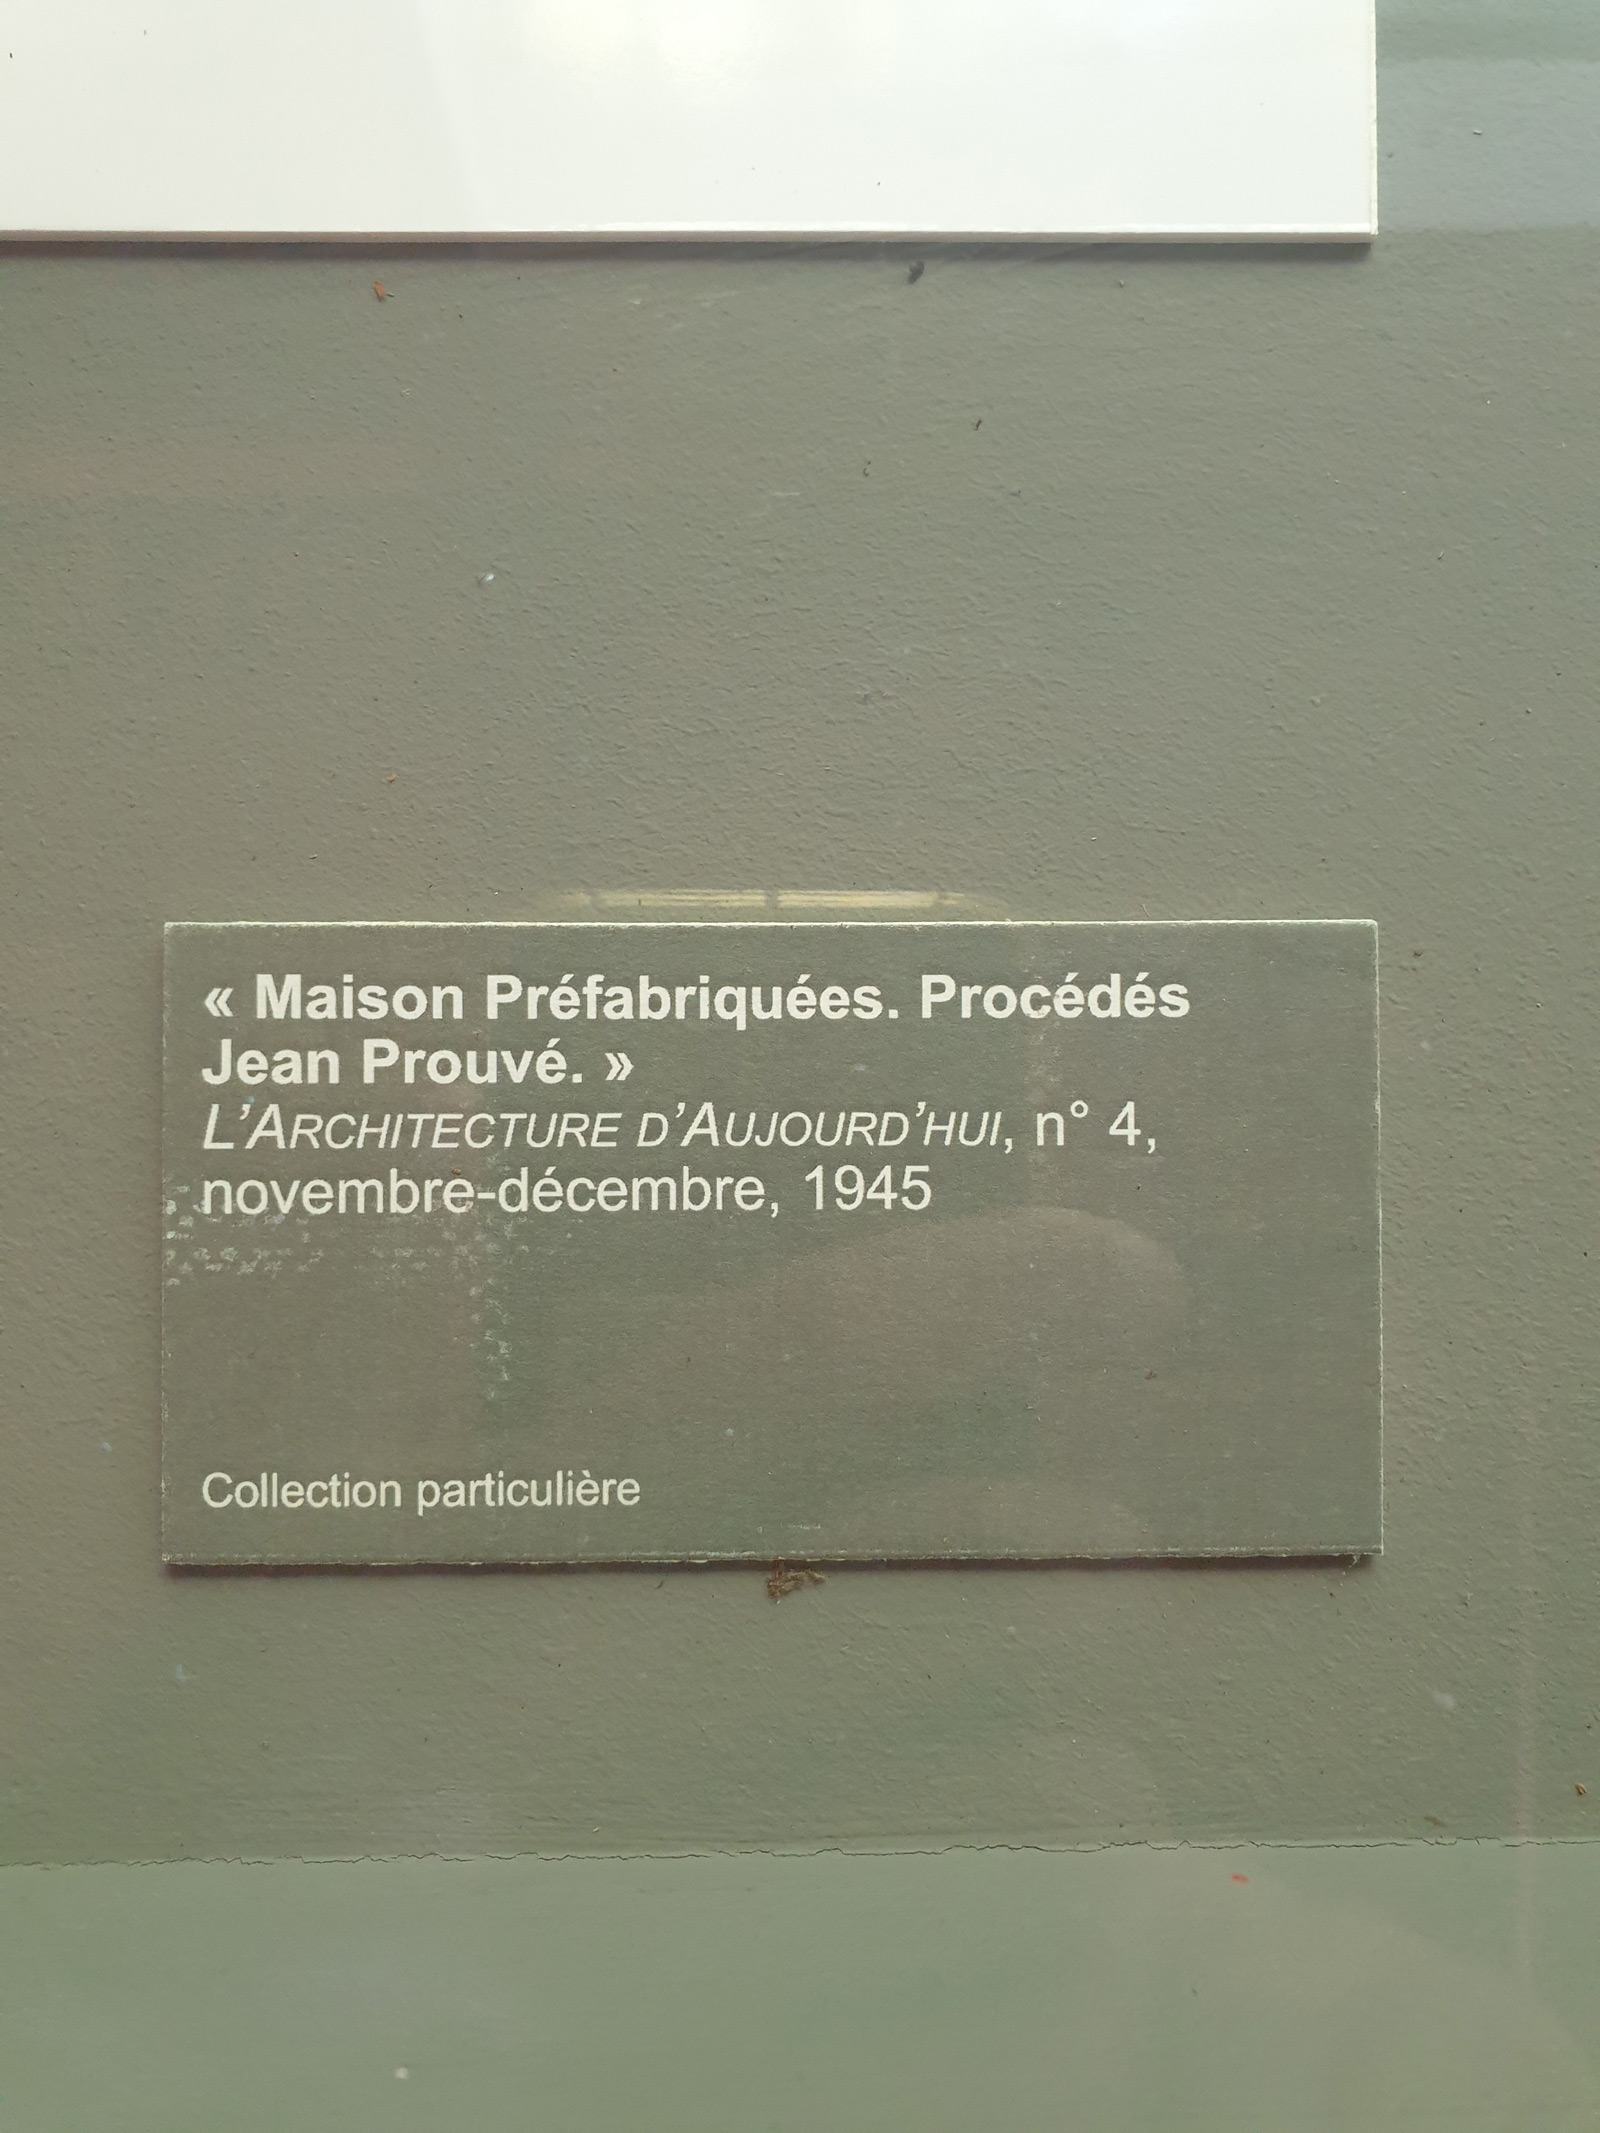 « Maison Préfabriquées. Procédés
Jean Prouvé. »
L'ARCHITECTURE D'AUJOURD'HUI, n° 4,
novembre-décembre, 1945
Collection particulière